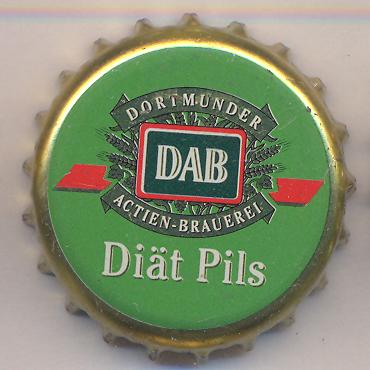 DORTMUNDER
DAB
ACTIEN-BRAUEREI
Diät Pils